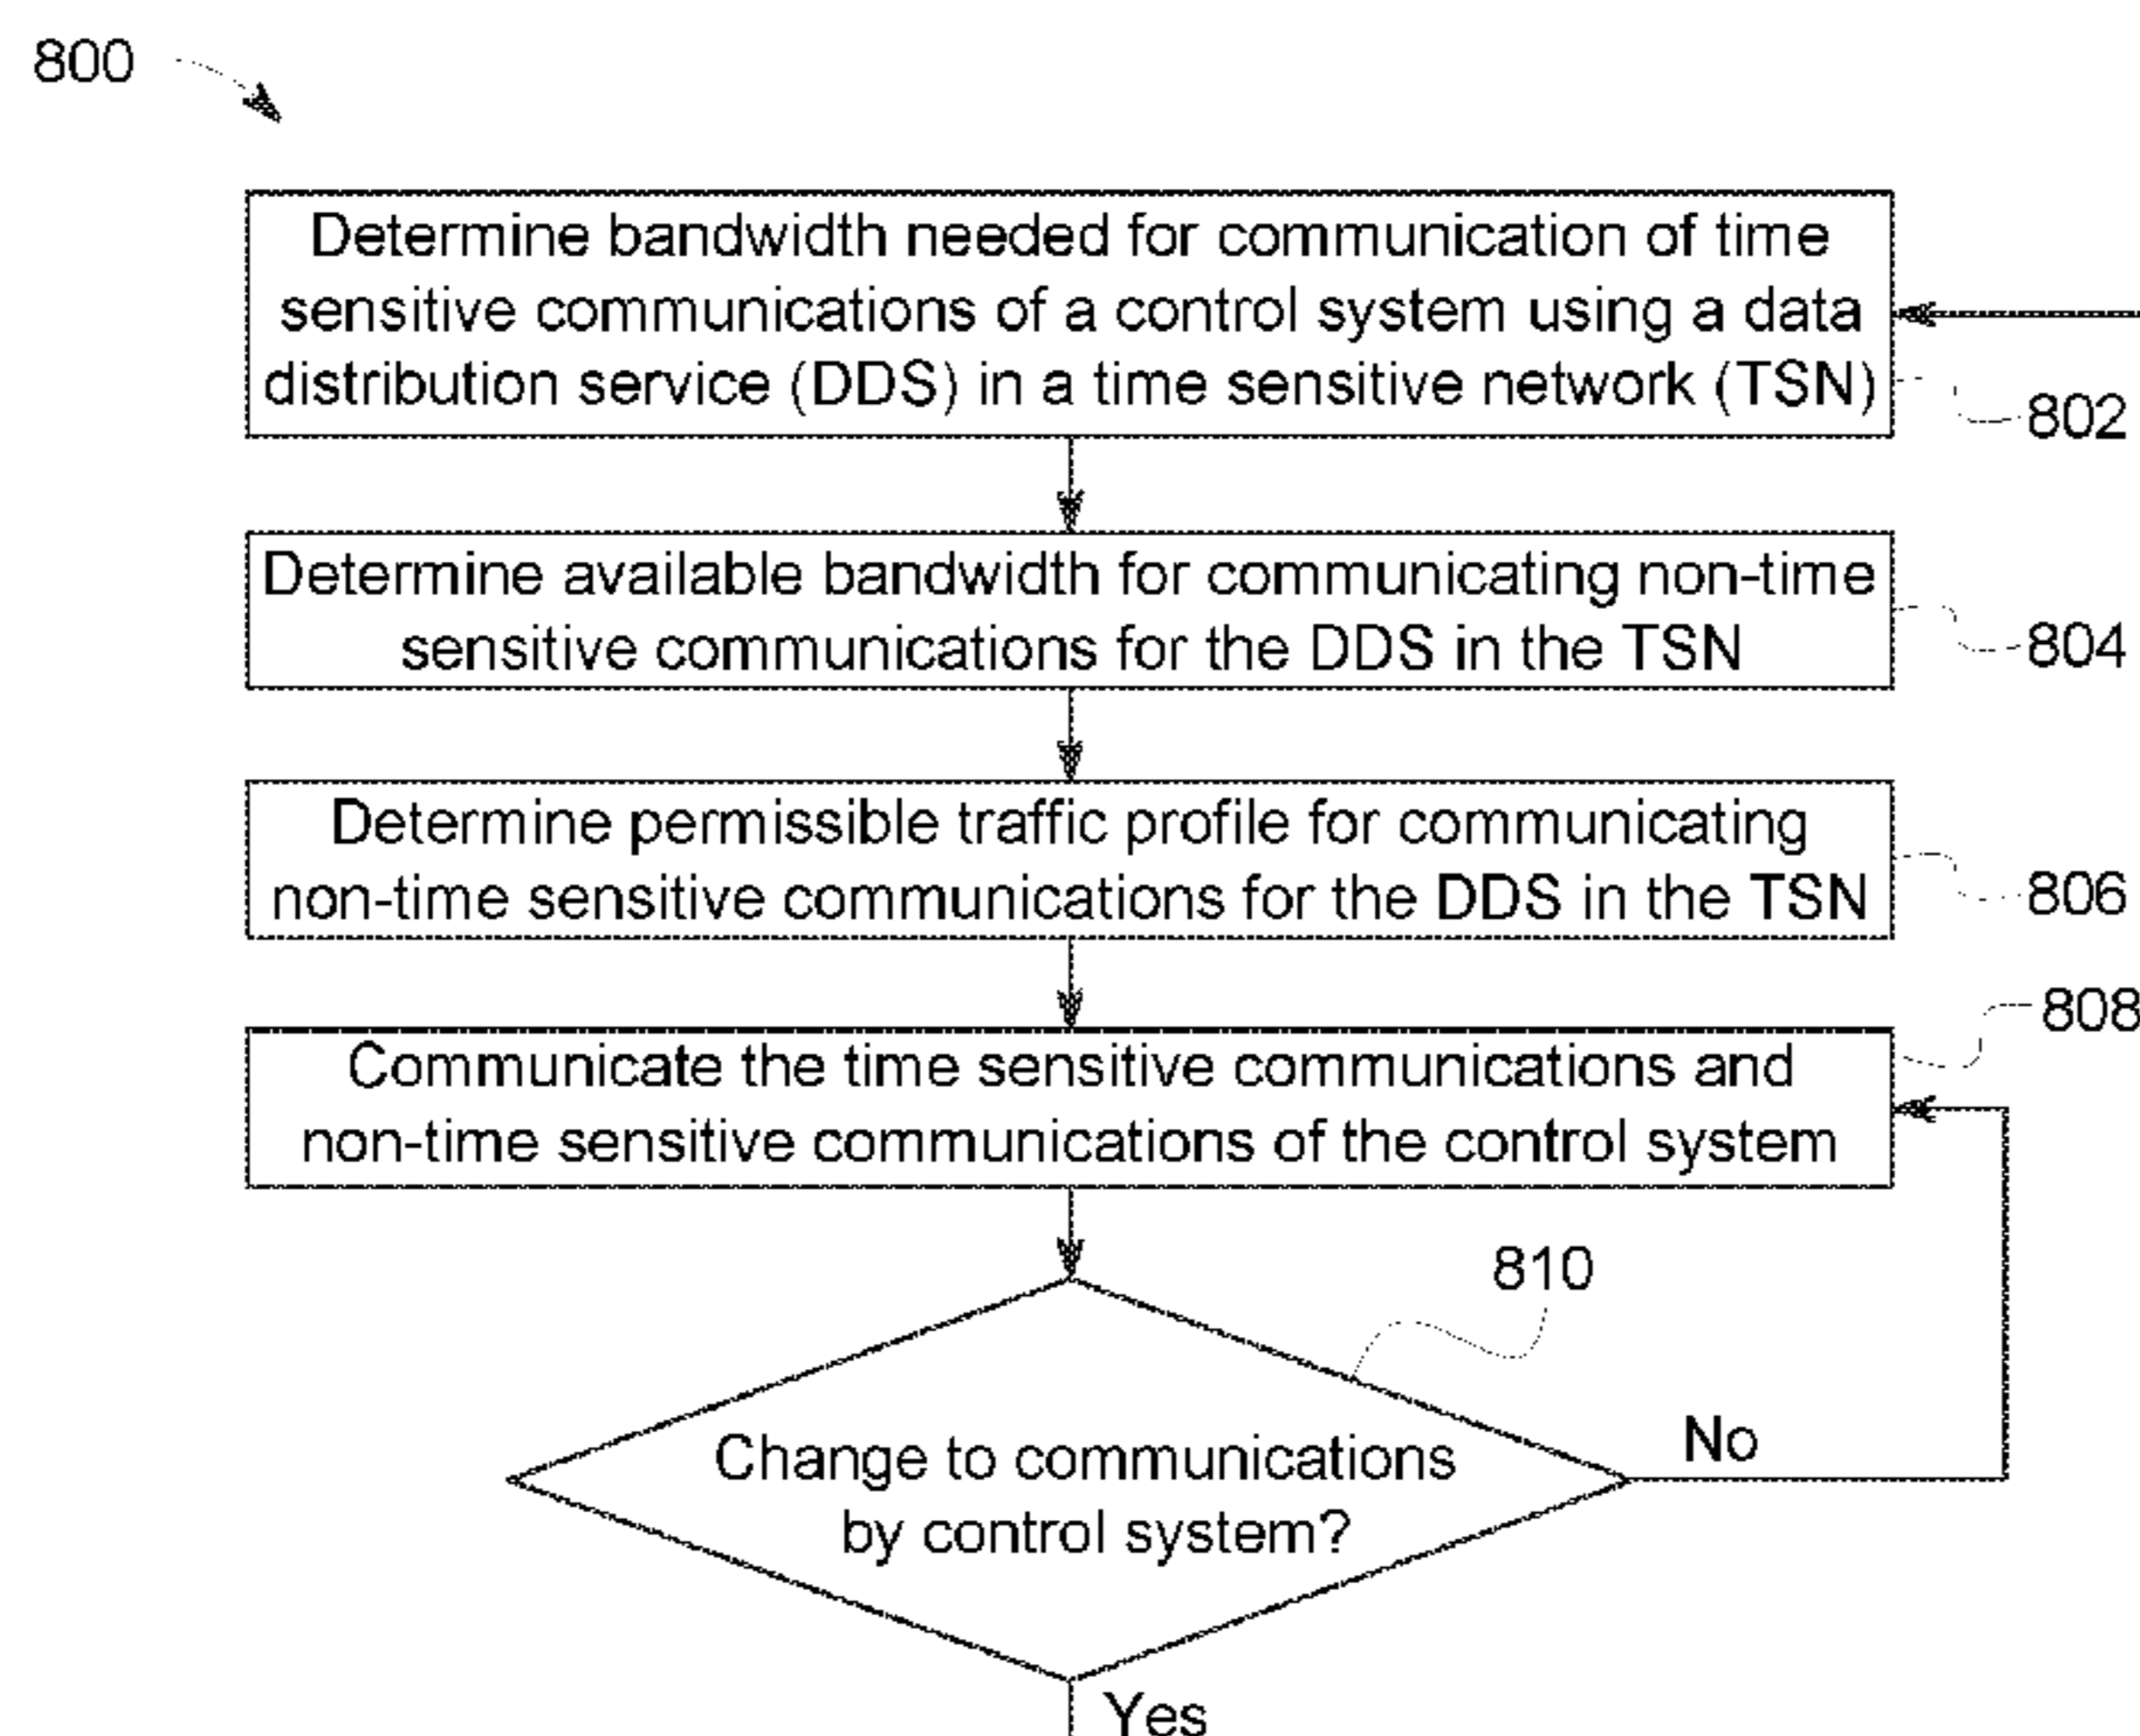 800
Determine bandwidth needed for communication of time
sensitive communications of a control system using a data
distribution service (DDS) in a time sensitive network (TSN)
802
Determine available bandwidth for communicating non-time
sensitive communications for the DDS in the TSN
804
Determine permissible traffic profile for communicating
non-time sensitive communications for the DDS in the TSN
806
808
Communicate the time sensitive communications and
non-time sensitive communications of the control system
810
Change to communications
by control system?
No
Yes